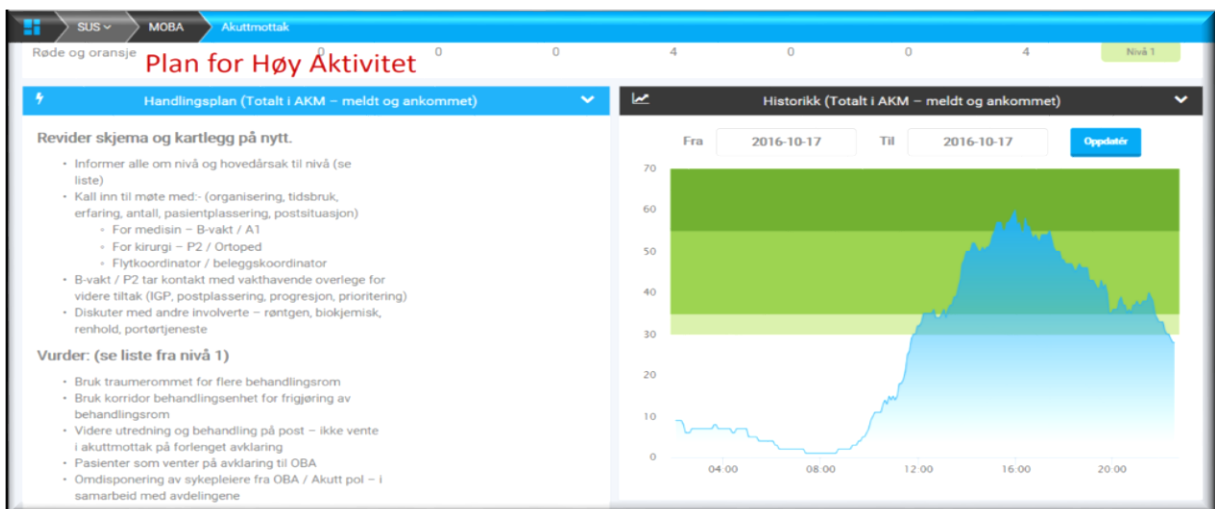 SUS MOBA Akuttmottak
Røde og oransje 0 0 0 4 0 0 4 Nivå 1
Plan for Høy Aktivitet
Handlingsplan (Totalt i AKM – meldt og ankommet)
Revider skjema og kartlegg på nytt.
• Informer alle om nivå og hovedårsak til nivå (se
liste)
• Kall inn til møte med:- (organisering, tidsbruk,
erfaring, antall, pasientplassering, postsituasjon)
◦ For medisin – B-vakt / A1
◦ For kirurgi – P2 / Ortoped
◦ Flytkoordinator / beleggskoordinator
• B-vakt / P2 tar kontakt med vakthavende overlege for
videre tiltak (IGP, postplassering, progresjon, prioritering)
• Diskuter med andre involverte – røntgen, biokjemisk,
renhold, portørtjeneste
Vurder: (se liste fra nivå 1)
• Bruk traumerommet for flere behandlingsrom
• Bruk korridor behandlingsenhet for frigjøring av
behandlingsrom
• Videre utredning og behandling på post – ikke vente
i akuttmottak på forlenget avklaring
• Pasienter som venter på avklaring til OBA
• Omdisponering av sykepleiere fra OBA / Akutt pol – i
samarbeid med avdelingene
Historikk (Totalt i AKM – meldt og ankommet)
Fra 2016-10-17 Til 2016-10-17 Oppdatér
70
60
50
40
30
20
10
0
04:00 08:00 12:00 16:00 20:00